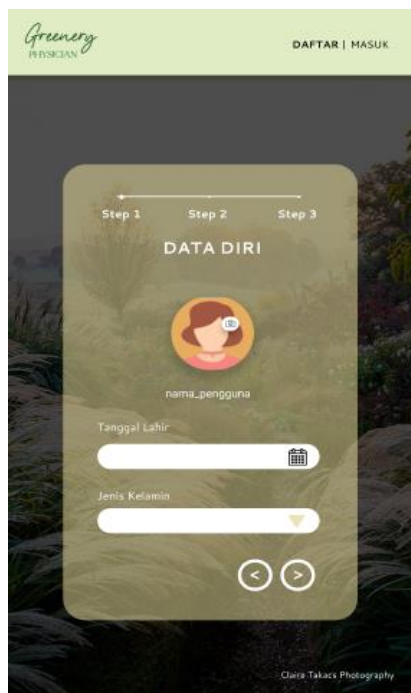 Greenery
PHYSICIAN
DAFTAR | MASUK
Step 1 Step 2 Step 3
DATA DIRI
nama_pengguna
Tanggal Lahir
Jenis Kelamin
< >
Claire Takacs Photography